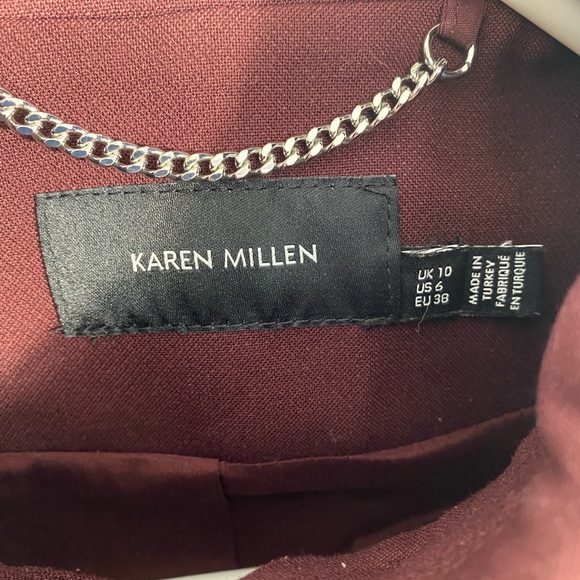 KAREN MILLEN
UK 10
US 6
EU 38
MADE IN
TURKEY
FABRIQUÉ
EN TURQUIE